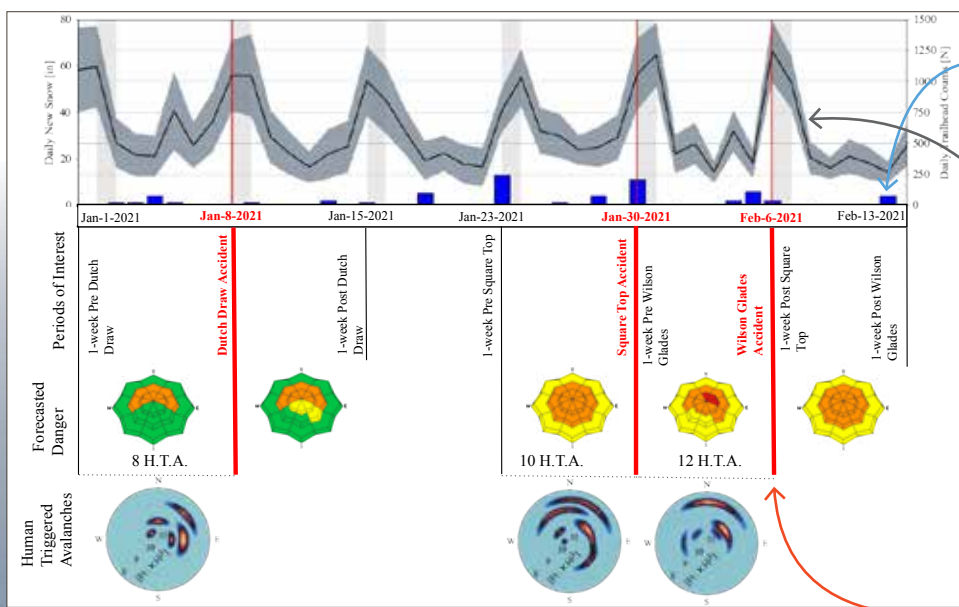 80
60
40
20
0
Daily New Snow [in]
1500
1250
1000
750
500
250
0
Daily Trailhead Counts [N]
Jan-1-2021
Jan-8-2021
Jan-15-2021
Jan-23-2021
Jan-30-2021
Feb-6-2021
Feb-13-2021
Periods of Interest
1-week Pre Dutch
Draw
Dutch Draw Accident
1-week Post Dutch
Draw
1-week Pre Square Top
Square Top Accident
1-week Pre Wilson
Glades
Wilson Glades
Accident
1-week Post Square
Top
1-week Post Wilson
Glades
Forecasted
Danger
8 H.T.A.
10 H.T.A.
12 H.T.A.
Human
Triggered
Avalanches
N
W
E
S
N
W
E
S
N
W
E
S